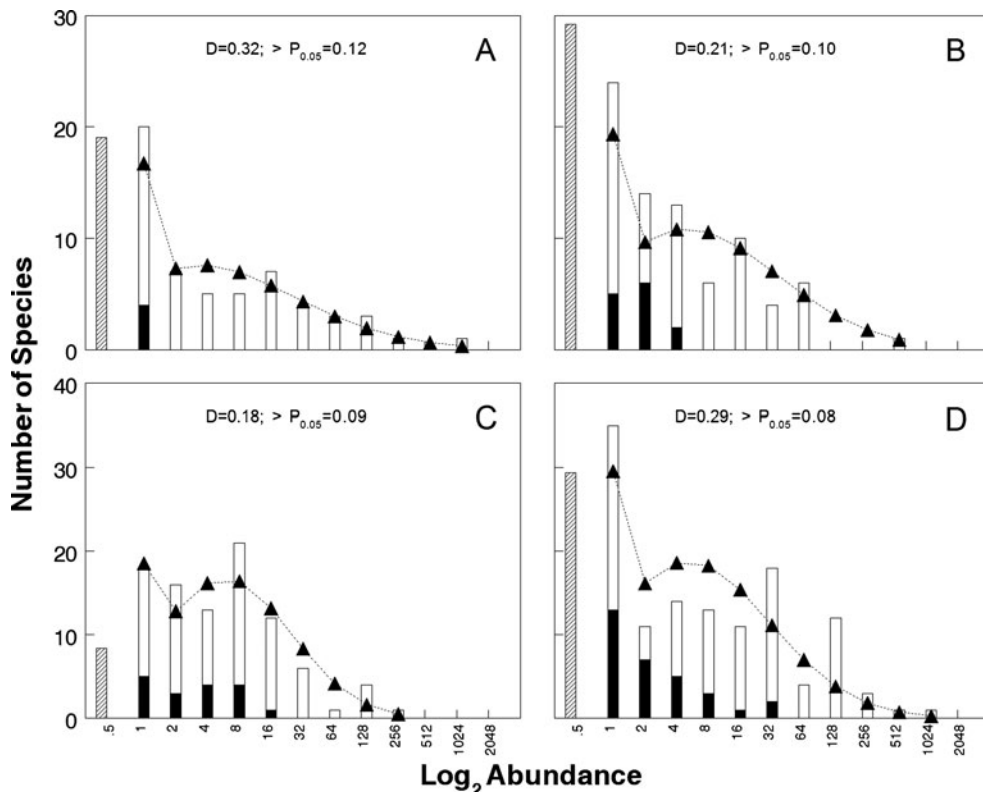 30
20
10
0
D=0.32; > P0.05=0.12
A
D=0.21; > P0.05=0.10
B
Number of Species
40
30
20
10
0
D=0.18; > P0.05=0.09
C
D=0.29; > P0.05=0.08
D
.5 1 2 4 8 16 32 64 128 256 512 1024 2048
.5 1 2 4 8 16 32 64 128 256 512 1024 2048
Log2 Abundance